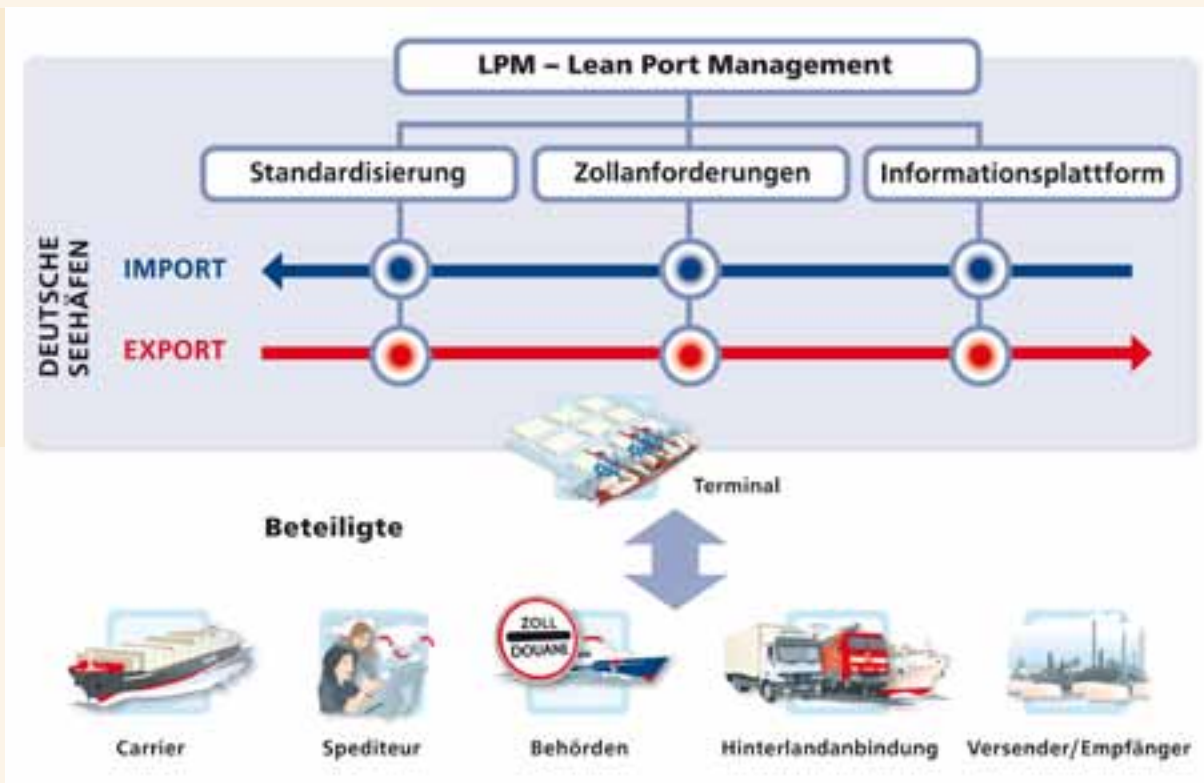 LPM – Lean Port Management
Standardisierung
Zollanforderungen
Informationsplattform
DEUTSCHE
SEEHÄFEN
IMPORT
EXPORT
Terminal
Beteiligte
ZOLL
DOUANE
Carrier
Spediteur
Behörden
Hinterlandanbindung
Versender/Empfänger